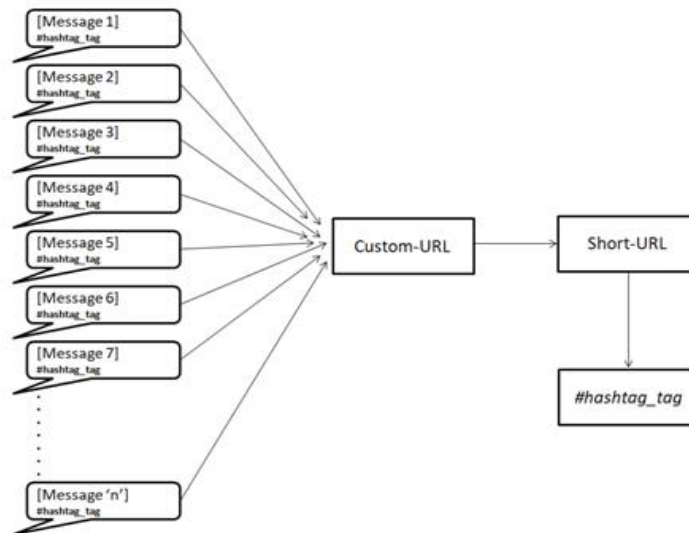 [Message 1]
#hashtag_tag
[Message 2]
#hashtag_tag
[Message 3]
#hashtag_tag
[Message 4]
#hashtag_tag
[Message 5]
#hashtag_tag
[Message 6]
#hashtag_tag
[Message 7]
#hashtag_tag
[Message ‘n’]
#hashtag_tag
Custom-URL
Short-URL
#hashtag_tag